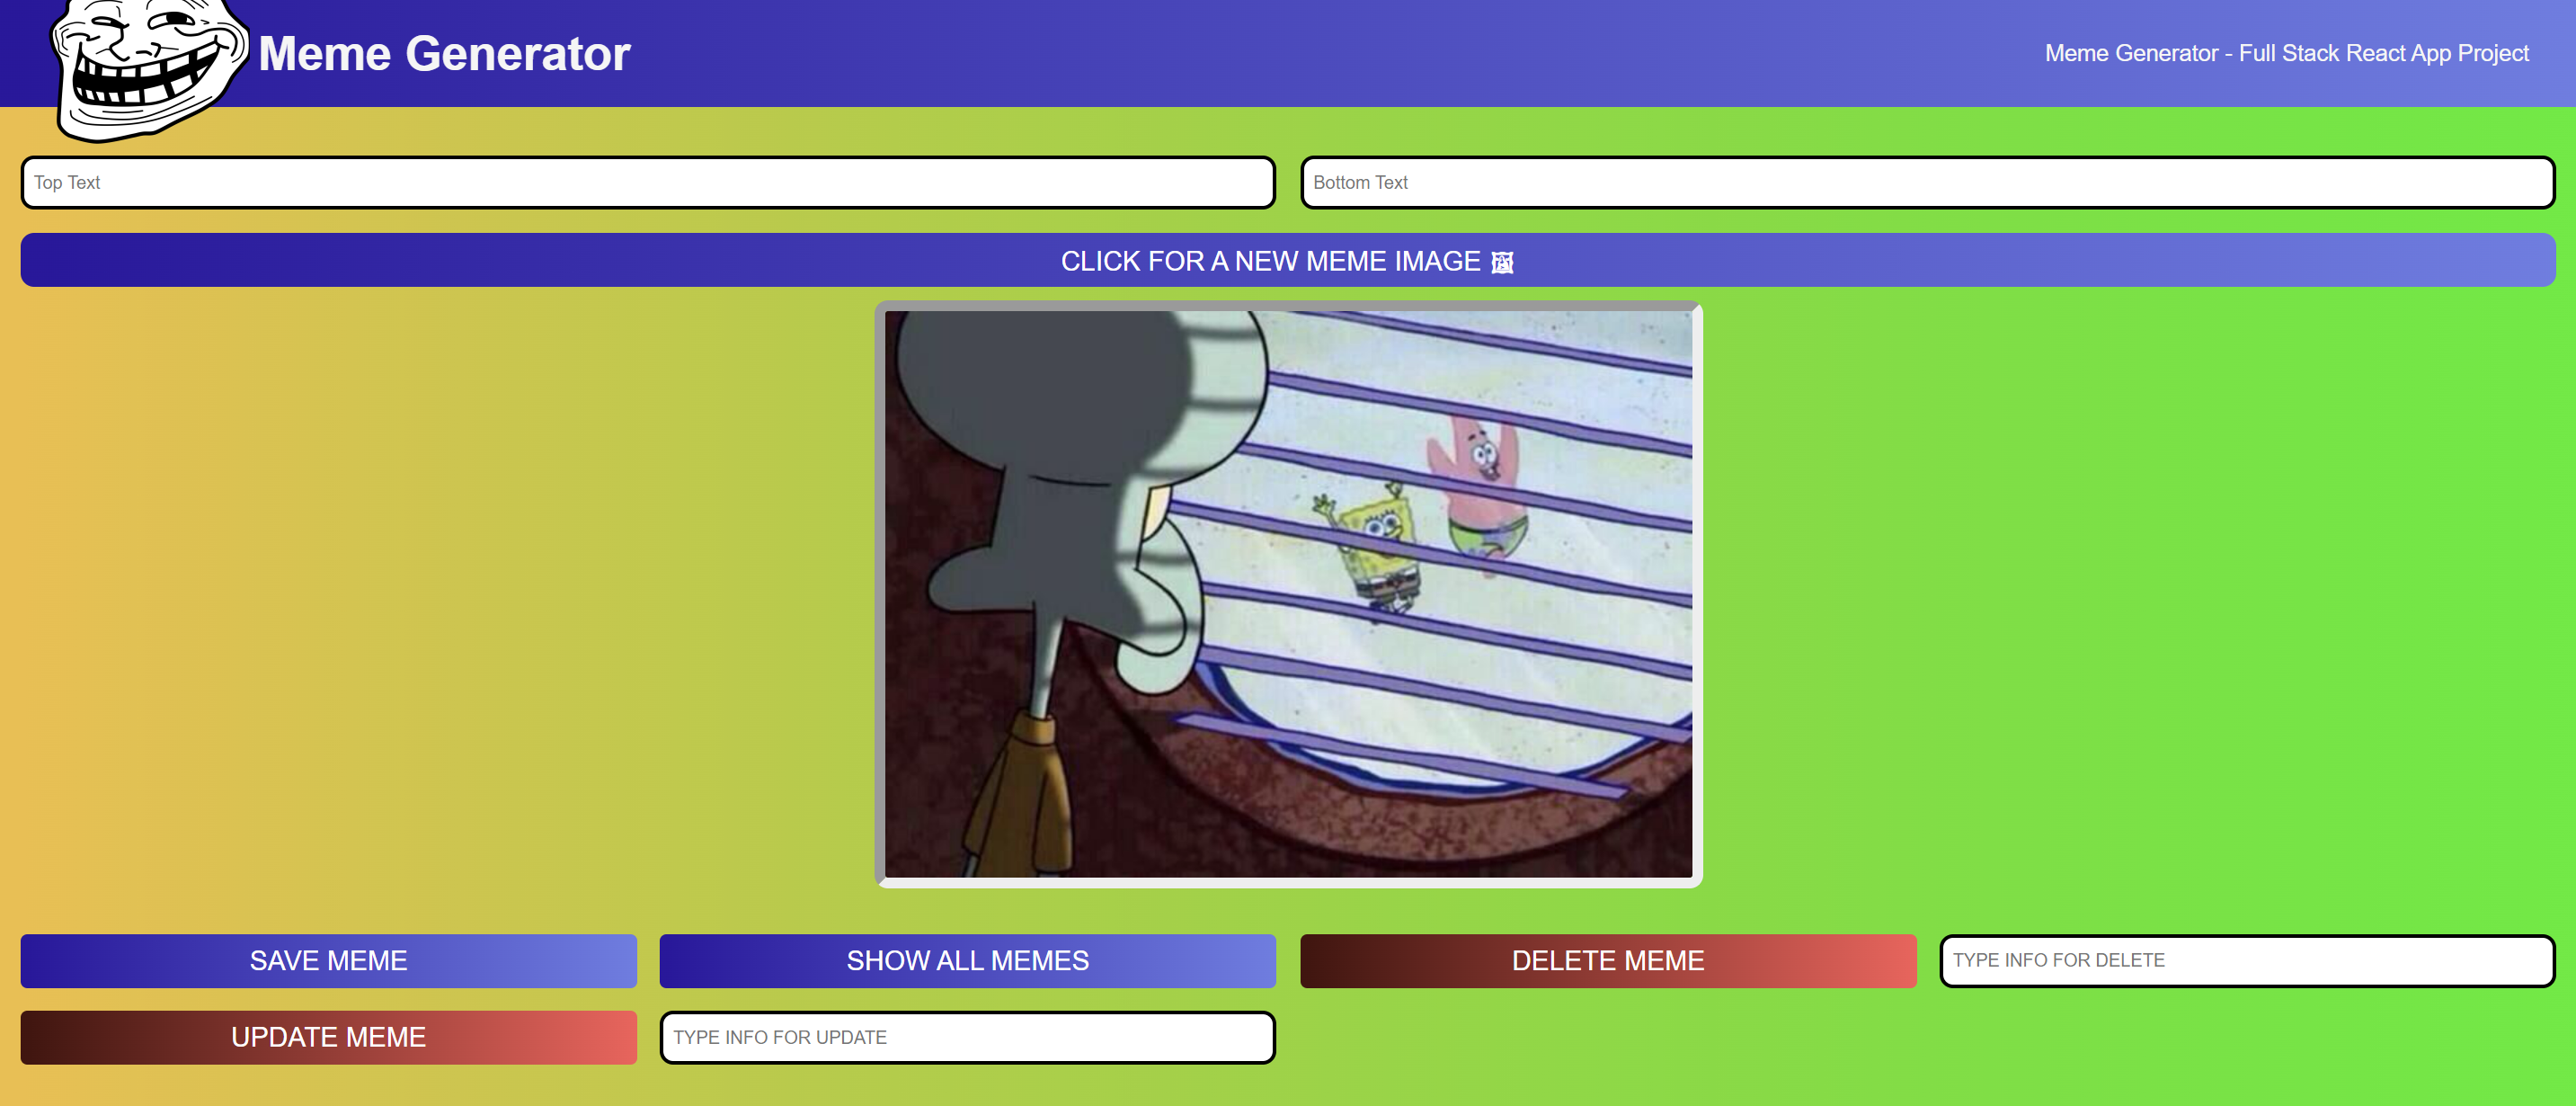 Meme Generator
Meme Generator - Full Stack React App Project
Top Text
Bottom Text
CLICK FOR A NEW MEME IMAGE 🖼
SAVE MEME
SHOW ALL MEMES
DELETE MEME
TYPE INFO FOR DELETE
UPDATE MEME
TYPE INFO FOR UPDATE